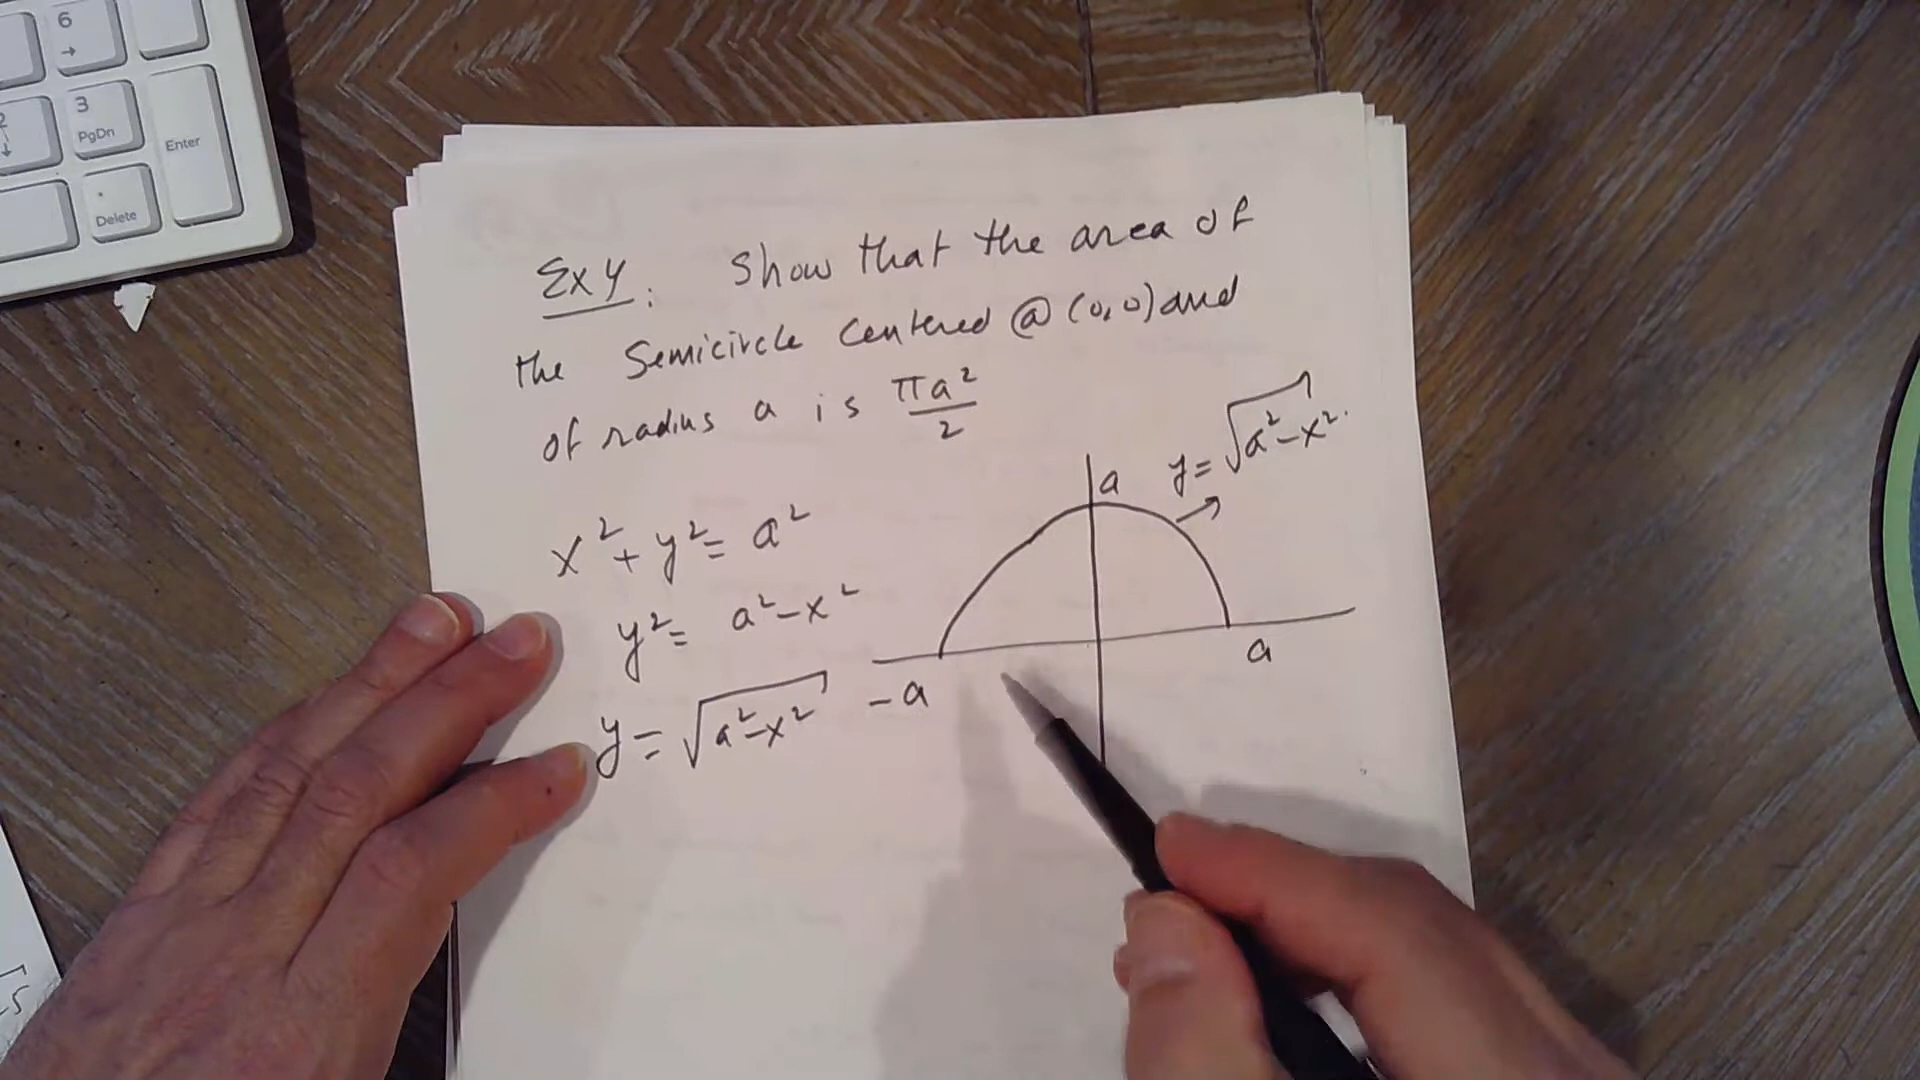 6
→
3
PgDn
Enter
2
↓
.
Delete
Ex 4: Show that the area of
the Semicircle Centered @ (0,0) and
of radius a is πa²/2
y = √(a²-x²).
a
x² + y² = a²
y² = a²-x²
y = √(a²-x²)
-a
a